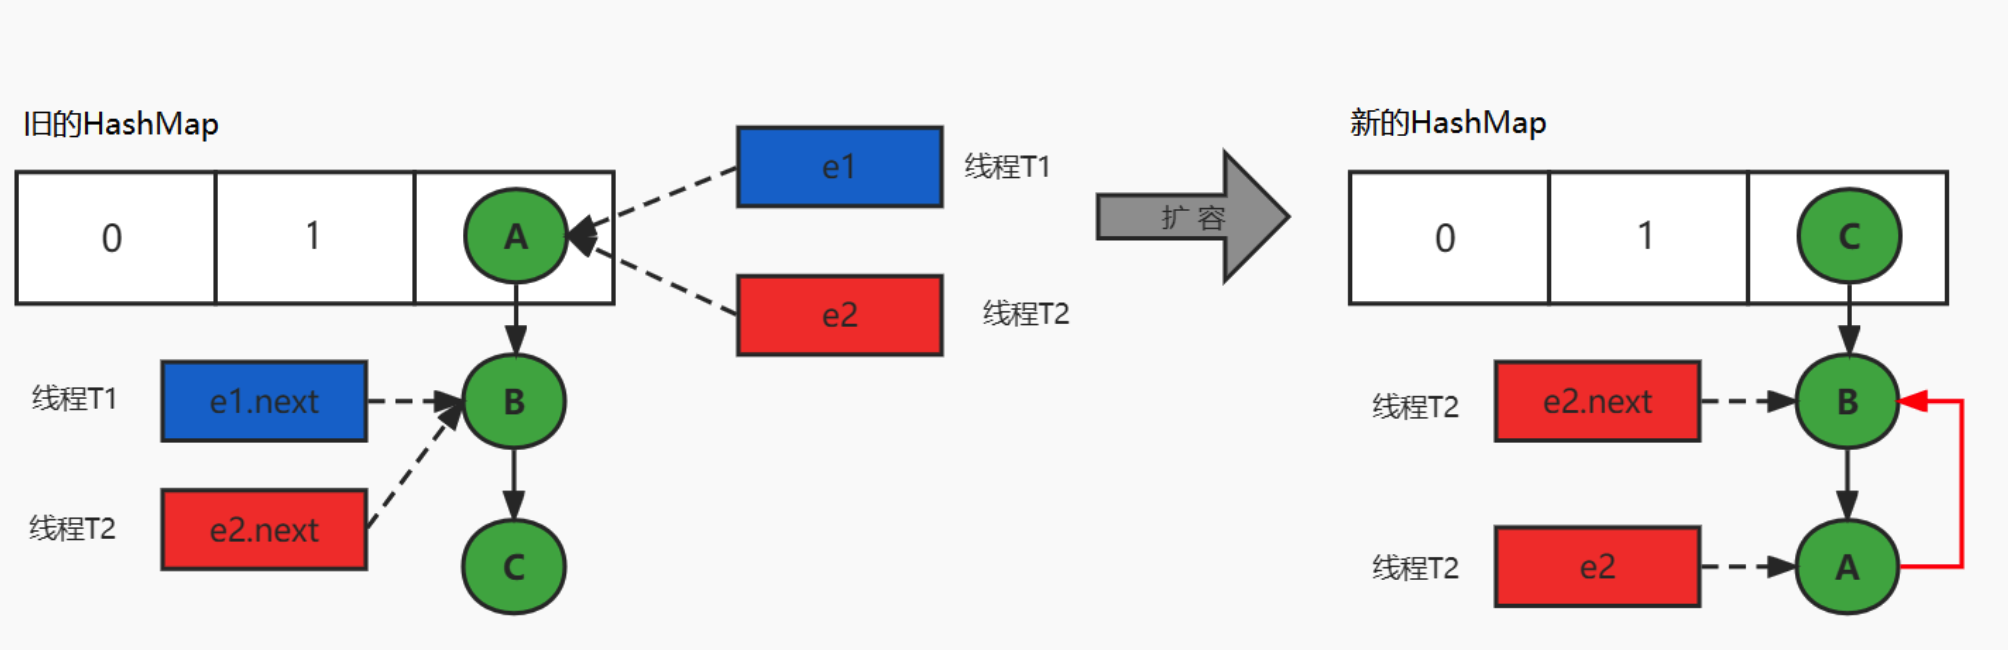 旧的HashMap
0
1
A
e1
线程T1
e2
线程T2
线程T1
e1.next
B
线程T2
e2.next
C
扩 容
新的HashMap
0
1
C
线程T2
e2.next
B
线程T2
e2
A